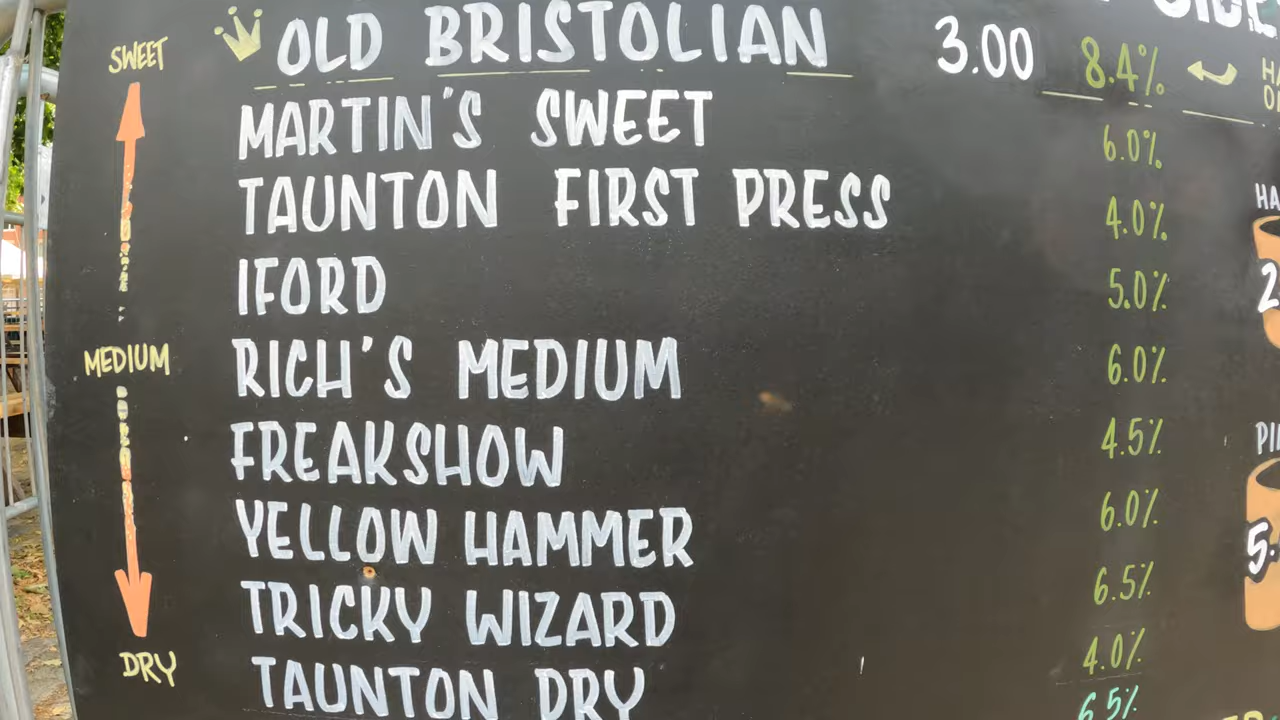 SWEET
OLD BRISTOLIAN 3.00 8.4%
MARTIN'S SWEET 6.0%
TAUNTON FIRST PRESS 4.0%
IFORD 5.0%
MEDIUM
RICH'S MEDIUM 6.0%
FREAKSHOW 4.5%
YELLOW HAMMER 6.0%
TRICKY WIZARD 6.5%
DRY
TAUNTON DRY 4.0%
6.5%